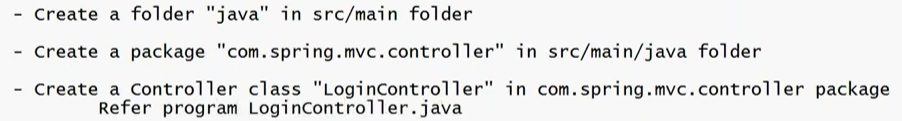 - Create a folder "java" in src/main folder
- Create a package "com.spring.mvc.controller" in src/main/java folder
- Create a Controller class "LoginController" in com.spring.mvc.controller package
Refer program LoginController.java